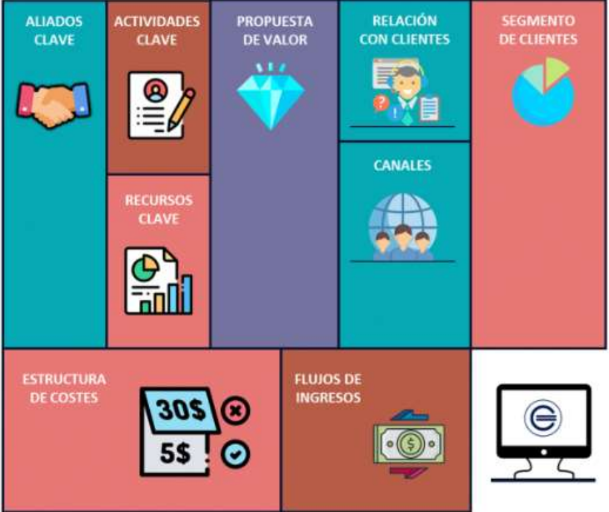 ALIADOS
CLAVE
ACTIVIDADES
CLAVE
PROPUESTA
DE VALOR
RELACIÓN
CON CLIENTES
SEGMENTO
DE CLIENTES
CANALES
RECURSOS
CLAVE
ESTRUCTURA
DE COSTES
30$
5$
FLUJOS DE
INGRESOS